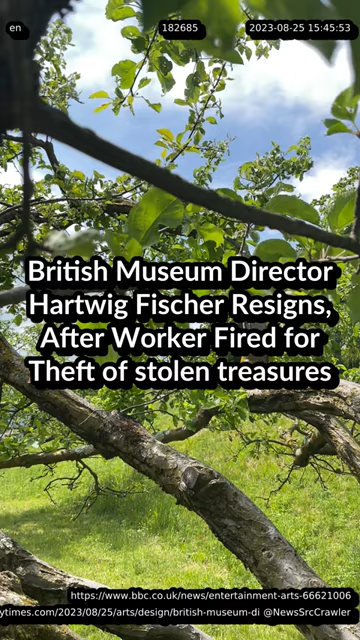 en 182685 2023-08-25 15:45:53
British Museum Director
Hartwig Fischer Resigns,
After Worker Fired for
Theft of stolen treasures
https://www.bbc.co.uk/news/entertainment-arts-66621006
ytimes.com/2023/08/25/arts/design/british-museum-di @NewsSrcCrawler